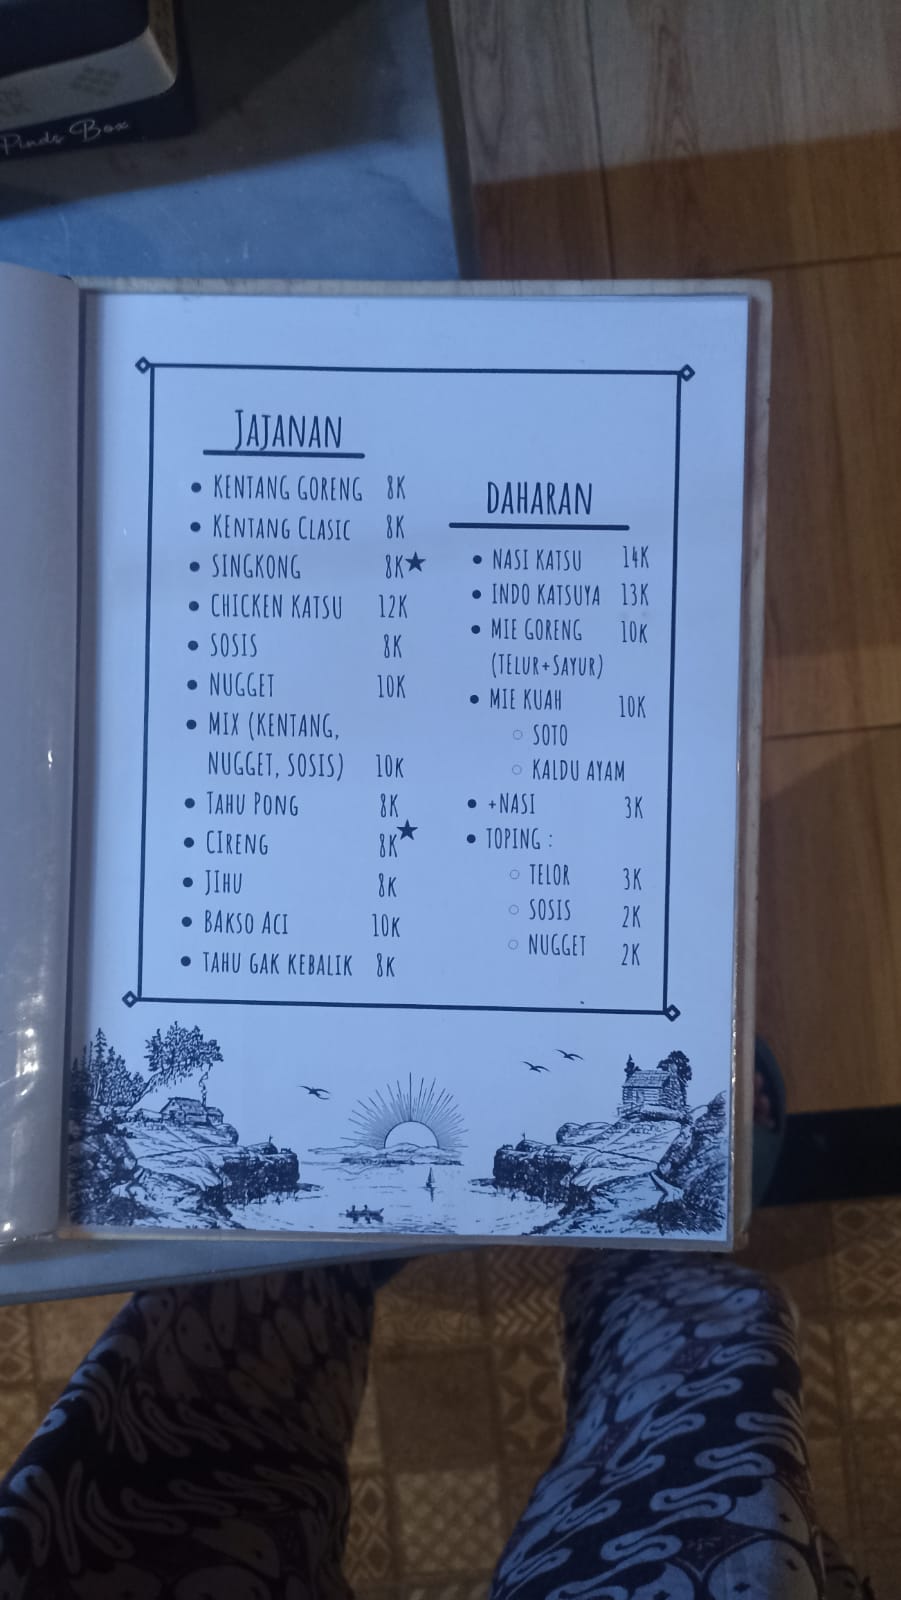 Pinds Box
JAJANAN
• KENTANG GORENG 8K
• KENTANG CLASIC 8K
• SINGKONG 8K★
• CHICKEN KATSU 12K
• SOSIS 8K
• NUGGET 10K
• MIX (KENTANG,
NUGGET, SOSIS) 10K
• TAHU PONG 8K
• CIRENG 8K★
• JIHU 8K
• BAKSO ACI 10K
• TAHU GAK KEBALIK 8K
DAHARAN
• NASI KATSU 14K
• INDO KATSUYA 13K
• MIE GORENG 10K
(TELUR+SAYUR)
• MIE KUAH 10K
○ SOTO
○ KALDU AYAM
• +NASI 3K
• TOPING :
○ TELOR 3K
○ SOSIS 2K
○ NUGGET 2K